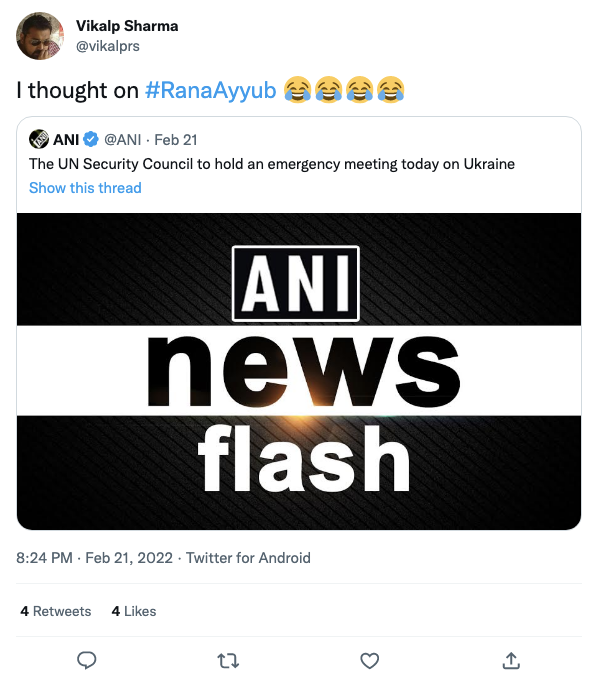 Vikalp Sharma
@vikalprs
I thought on #RanaAyyub 😂😂😂😂
ANI @ANI · Feb 21
The UN Security Council to hold an emergency meeting today on Ukraine
Show this thread
ANI
news
flash
8:24 PM · Feb 21, 2022 · Twitter for Android
4 Retweets 4 Likes